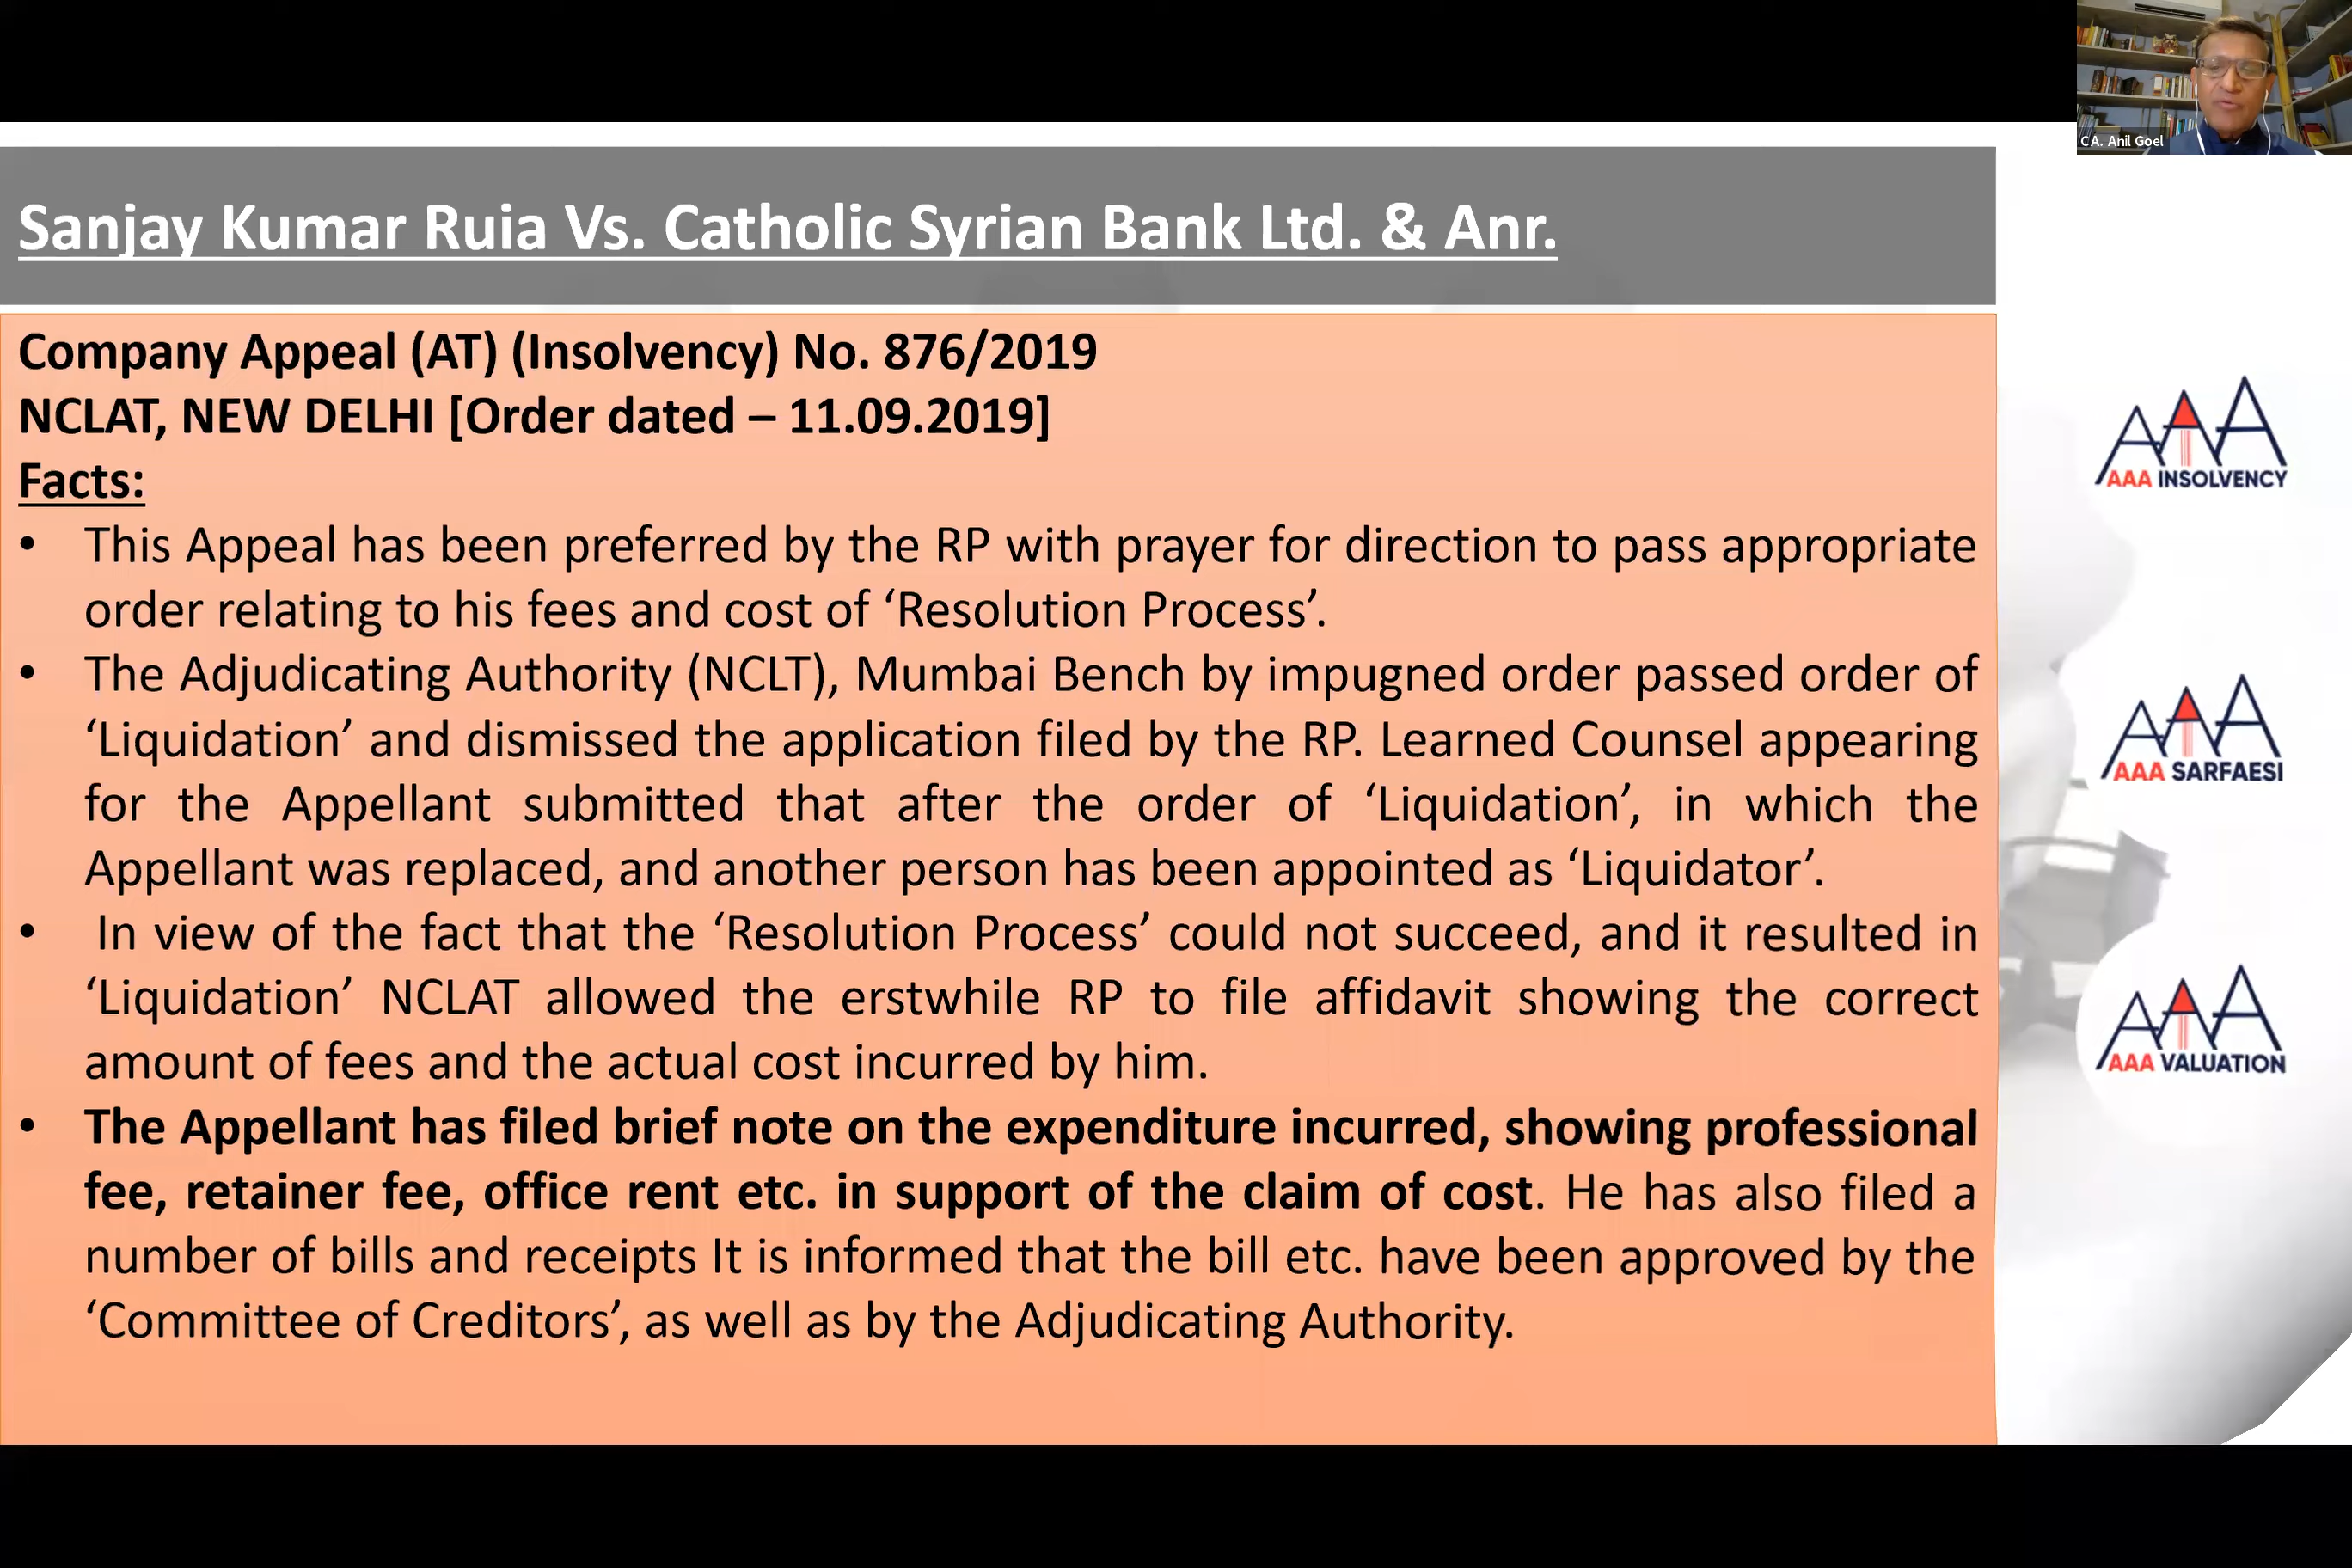 CA. Anil Goel
Sanjay Kumar Ruia Vs. Catholic Syrian Bank Ltd. & Anr.
Company Appeal (AT) (Insolvency) No. 876/2019
NCLAT, NEW DELHI [Order dated – 11.09.2019]
Facts:
• This Appeal has been preferred by the RP with prayer for direction to pass appropriate
order relating to his fees and cost of ‘Resolution Process’.
• The Adjudicating Authority (NCLT), Mumbai Bench by impugned order passed order of
‘Liquidation’ and dismissed the application filed by the RP. Learned Counsel appearing
for the Appellant submitted that after the order of ‘Liquidation’, in which the
Appellant was replaced, and another person has been appointed as ‘Liquidator’.
• In view of the fact that the ‘Resolution Process’ could not succeed, and it resulted in
‘Liquidation’ NCLAT allowed the erstwhile RP to file affidavit showing the correct
amount of fees and the actual cost incurred by him.
• The Appellant has filed brief note on the expenditure incurred, showing professional
fee, retainer fee, office rent etc. in support of the claim of cost. He has also filed a
number of bills and receipts It is informed that the bill etc. have been approved by the
‘Committee of Creditors’, as well as by the Adjudicating Authority.
AAA
AAA INSOLVENCY
AAA
AAA SARFAESI
AAA
AAA VALUATION